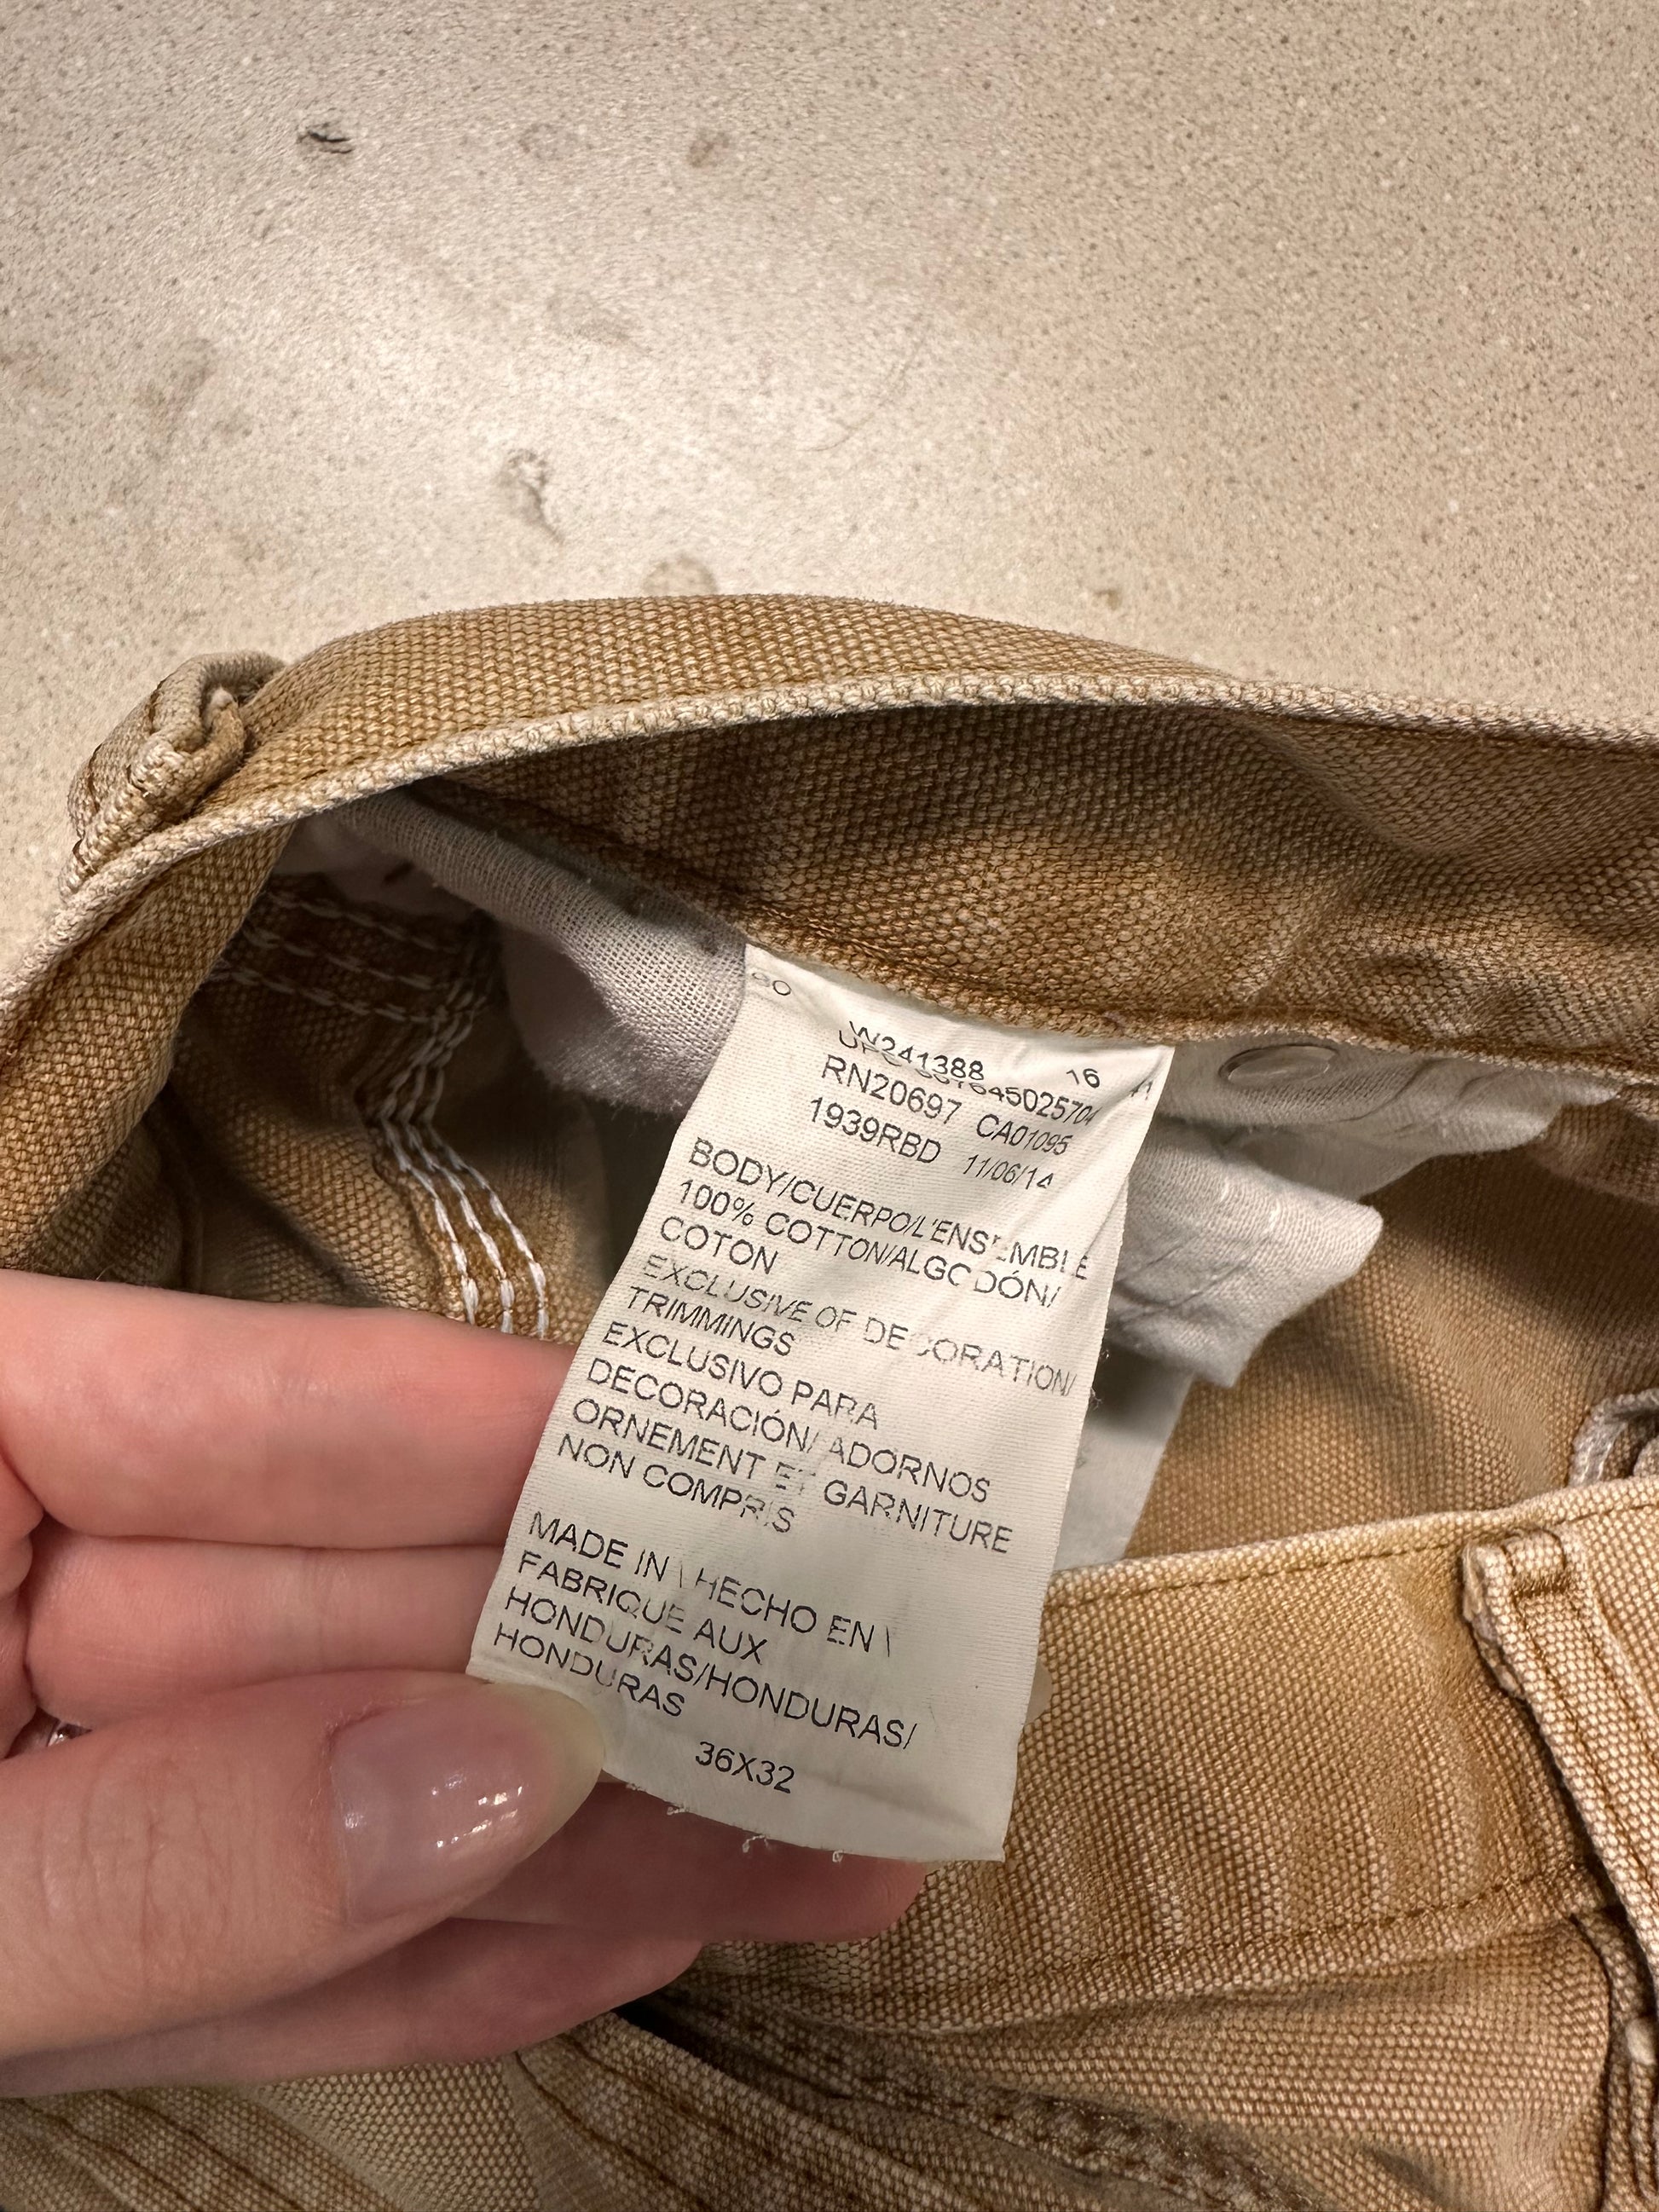 W241388 16
RN20697 CA01095
1939RBD 11/06/14
BODY/CUERPO/L'ENSEMBLE
100% COTTON/ALGODÓN/
COTON
EXCLUSIVE OF DECORATION/
TRIMMINGS
EXCLUSIVO PARA
DECORACIÓN/ ADORNOS
ORNEMENT ET GARNITURE
NON COMPRIS
MADE IN \ HECHO EN \
FABRIQUE AUX
HONDURAS/HONDURAS/
HONDURAS
36X32